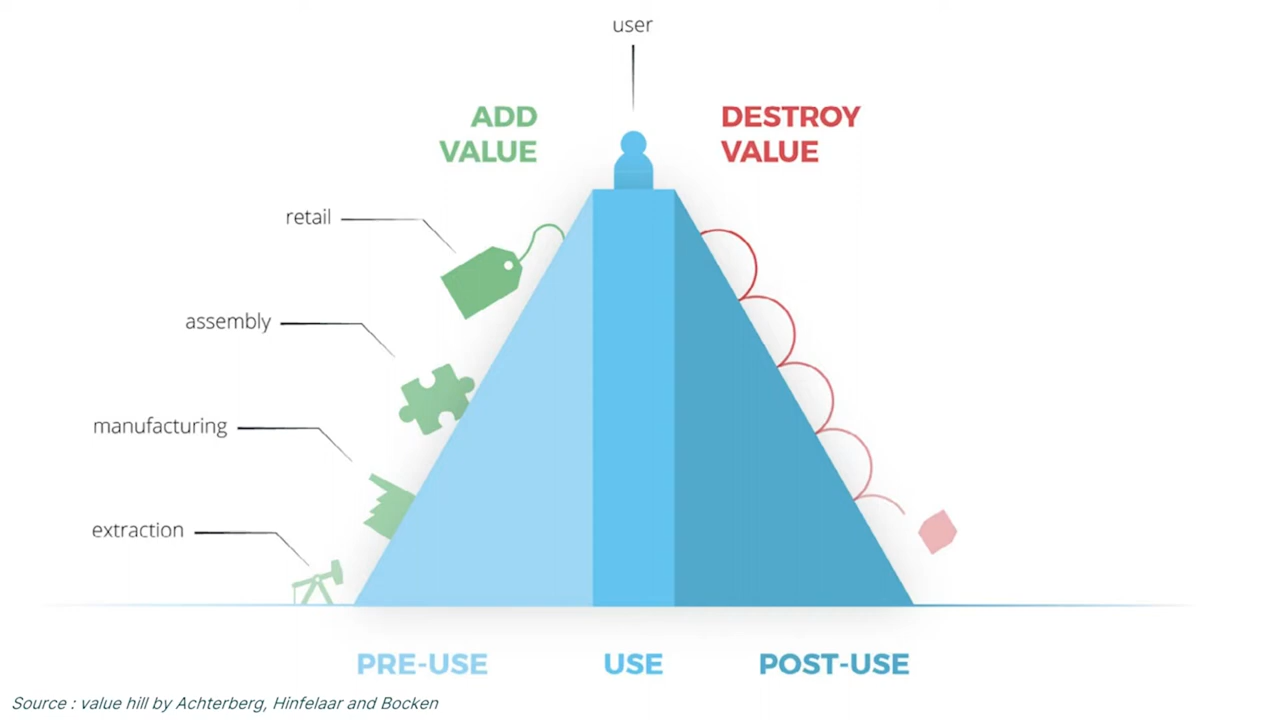 user
ADD
VALUE
DESTROY
VALUE
retail
assembly
manufacturing
extraction
PRE-USE
USE
POST-USE
Source : value hill by Achterberg, Hinfelaar and Bocken